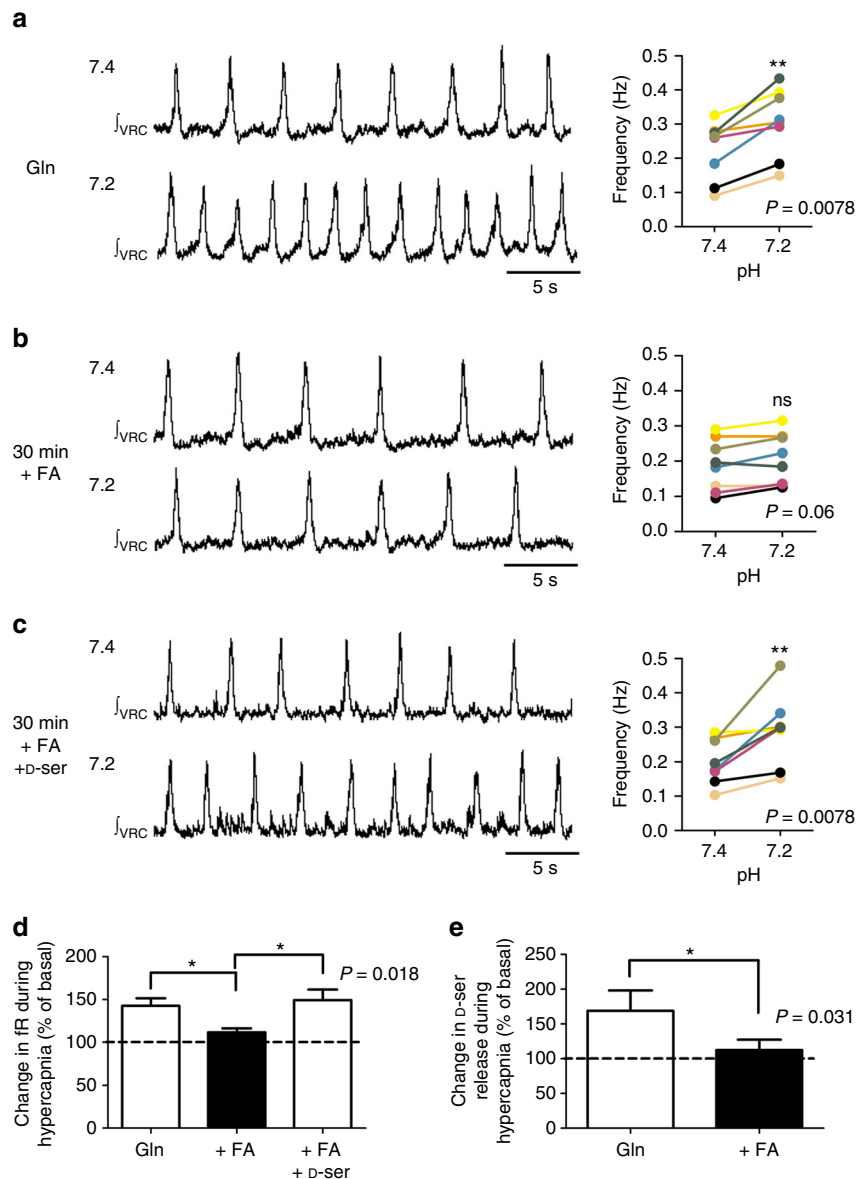 a
7.4
∫VRC
Gln
7.2
∫VRC
5 s
Frequency (Hz)
0.5
0.4
0.3
0.2
0.1
0.0
**
P = 0.0078
7.4 7.2
pH
b
7.4
∫VRC
30 min
+ FA
7.2
∫VRC
5 s
Frequency (Hz)
0.5
0.4
0.3
0.2
0.1
0.0
ns
P = 0.06
7.4 7.2
pH
c
7.4
∫VRC
30 min
+ FA
+D-ser
7.2
∫VRC
5 s
Frequency (Hz)
0.5
0.4
0.3
0.2
0.1
0.0
**
P = 0.0078
7.4 7.2
pH
d
Change in fR during
hypercapnia (% of basal)
200
150
100
50
0
*
*
P = 0.018
Gln + FA + FA
+ D-ser
e
Change in D-ser
release during
hypercapnia (% of basal)
250
200
150
100
50
0
*
P = 0.031
Gln + FA